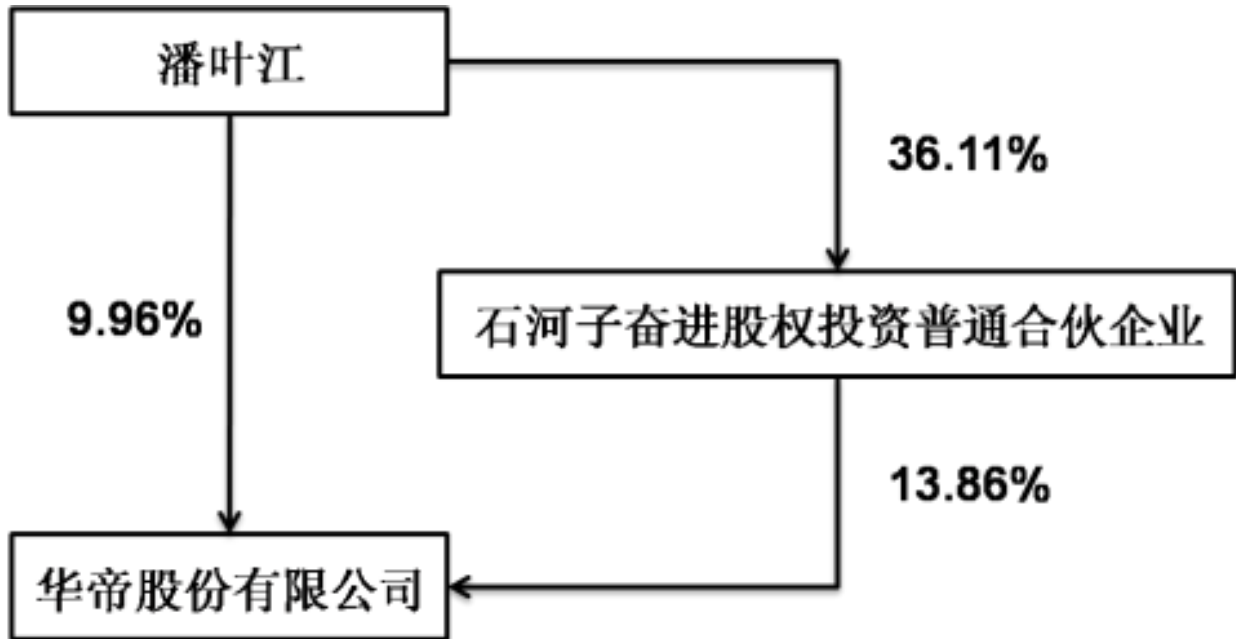 潘叶江
36.11%
9.96%
石河子奋进股权投资普通合伙企业
13.86%
华帝股份有限公司